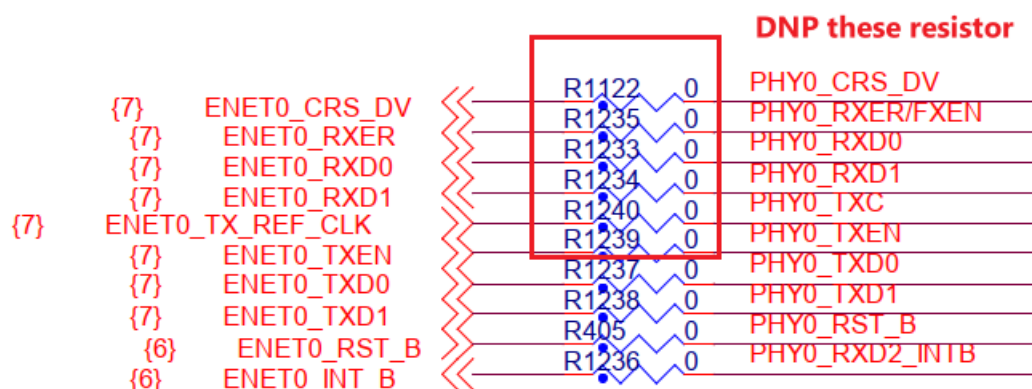 DNP these resistor
{7} ENET0_CRS_DV R1122 0 PHY0_CRS_DV
{7} ENET0_RXER R1235 0 PHY0_RXER/FXEN
{7} ENET0_RXD0 R1233 0 PHY0_RXD0
{7} ENET0_RXD1 R1234 0 PHY0_RXD1
{7} ENET0_TX_REF_CLK R1240 0 PHY0_TXC
{7} ENET0_TXEN R1239 0 PHY0_TXEN
{7} ENET0_TXD0 R1237 0 PHY0_TXD0
{7} ENET0_TXD1 R1238 0 PHY0_TXD1
{6} ENET0_RST_B R405 0 PHY0_RST_B
{6} ENET0_INT_B R1236 0 PHY0_RXD2_INTB